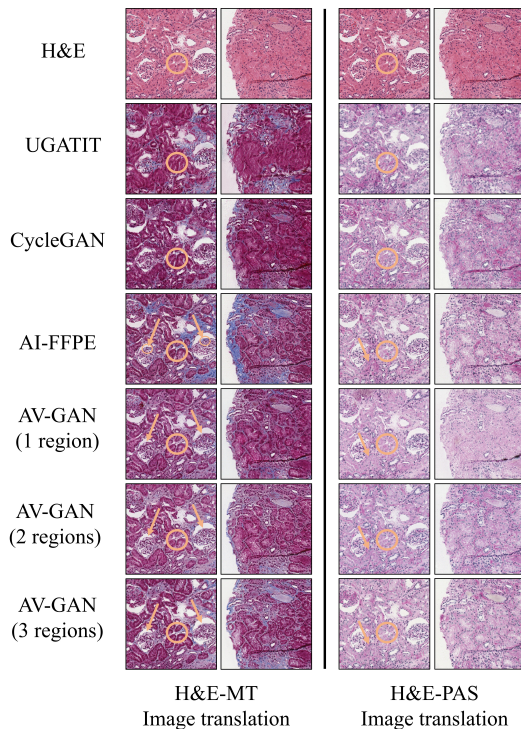 H&E
UGATIT
CycleGAN
AI-FFPE
AV-GAN
(1 region)
AV-GAN
(2 regions)
AV-GAN
(3 regions)
H&E-MT
Image translation
H&E-PAS
Image translation